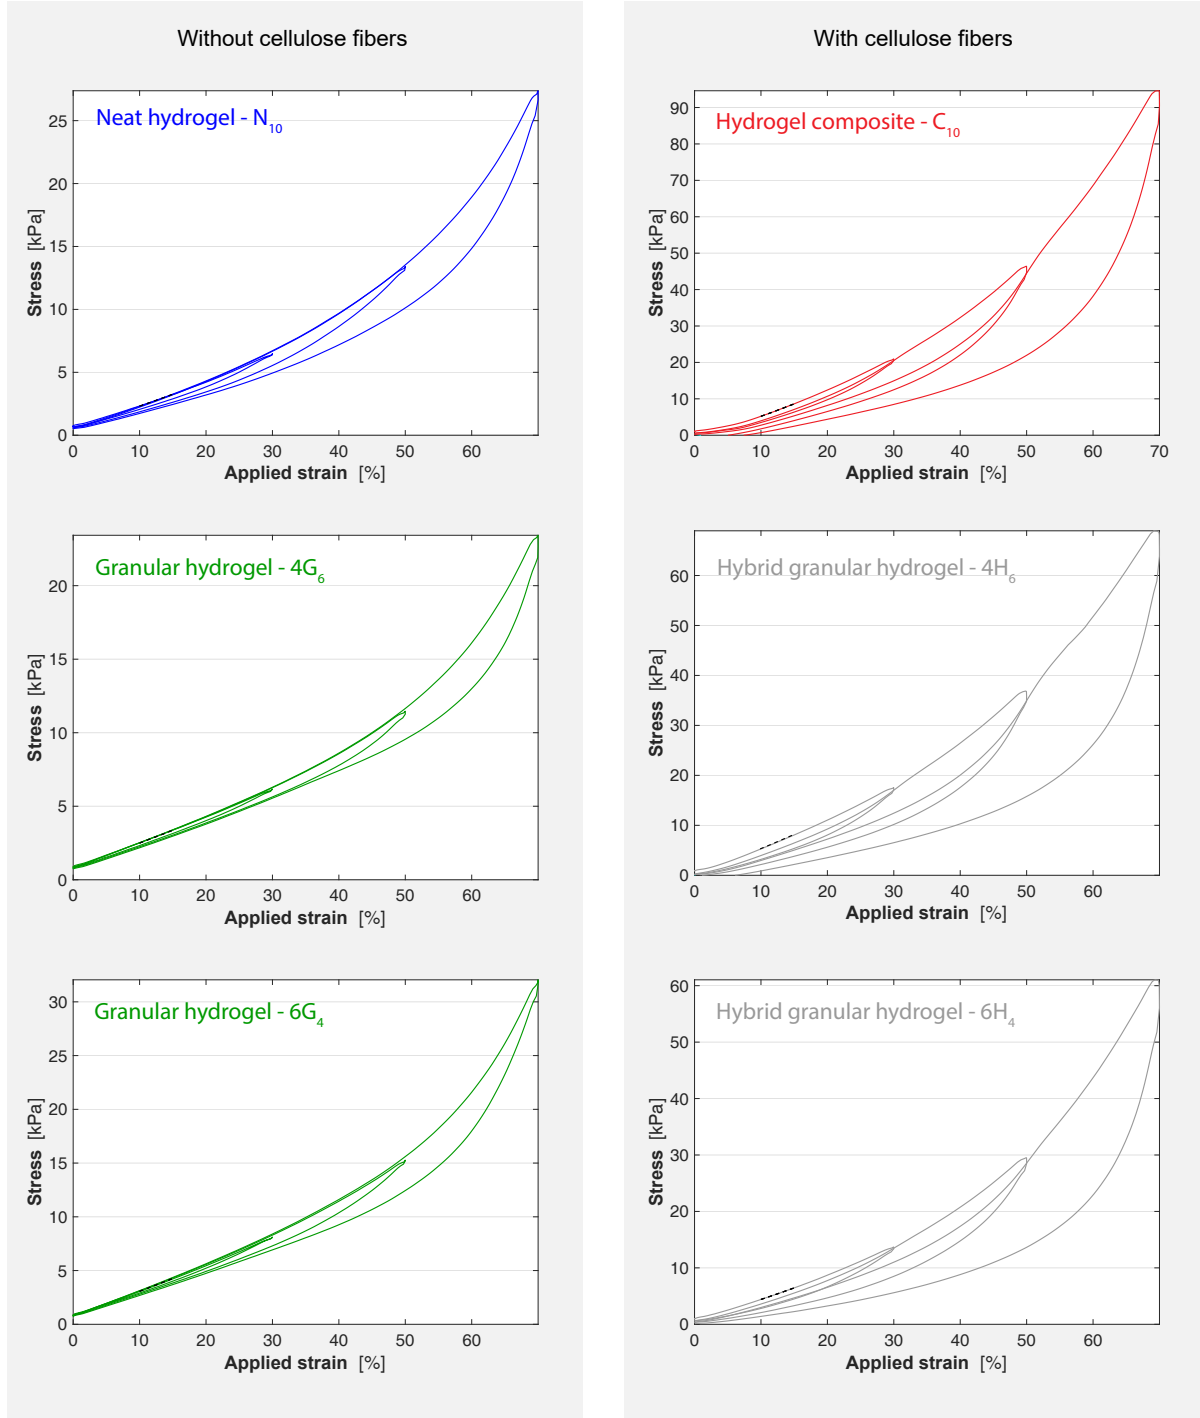 Without cellulose fibers
With cellulose fibers
Neat hydrogel - N10
25
20
15
10
5
0
Stress [kPa]
0 10 20 30 40 50 60
Applied strain [%]
Hydrogel composite - C10
90
80
70
60
50
40
30
20
10
0
Stress [kPa]
0 10 20 30 40 50 60 70
Applied strain [%]
Granular hydrogel - 4G6
20
15
10
5
0
Stress [kPa]
0 10 20 30 40 50 60
Applied strain [%]
Hybrid granular hydrogel - 4H6
60
50
40
30
20
10
0
Stress [kPa]
0 10 20 30 40 50 60
Applied strain [%]
Granular hydrogel - 6G4
30
25
20
15
10
5
0
Stress [kPa]
0 10 20 30 40 50 60
Applied strain [%]
Hybrid granular hydrogel - 6H4
60
50
40
30
20
10
0
Stress [kPa]
0 10 20 30 40 50 60
Applied strain [%]